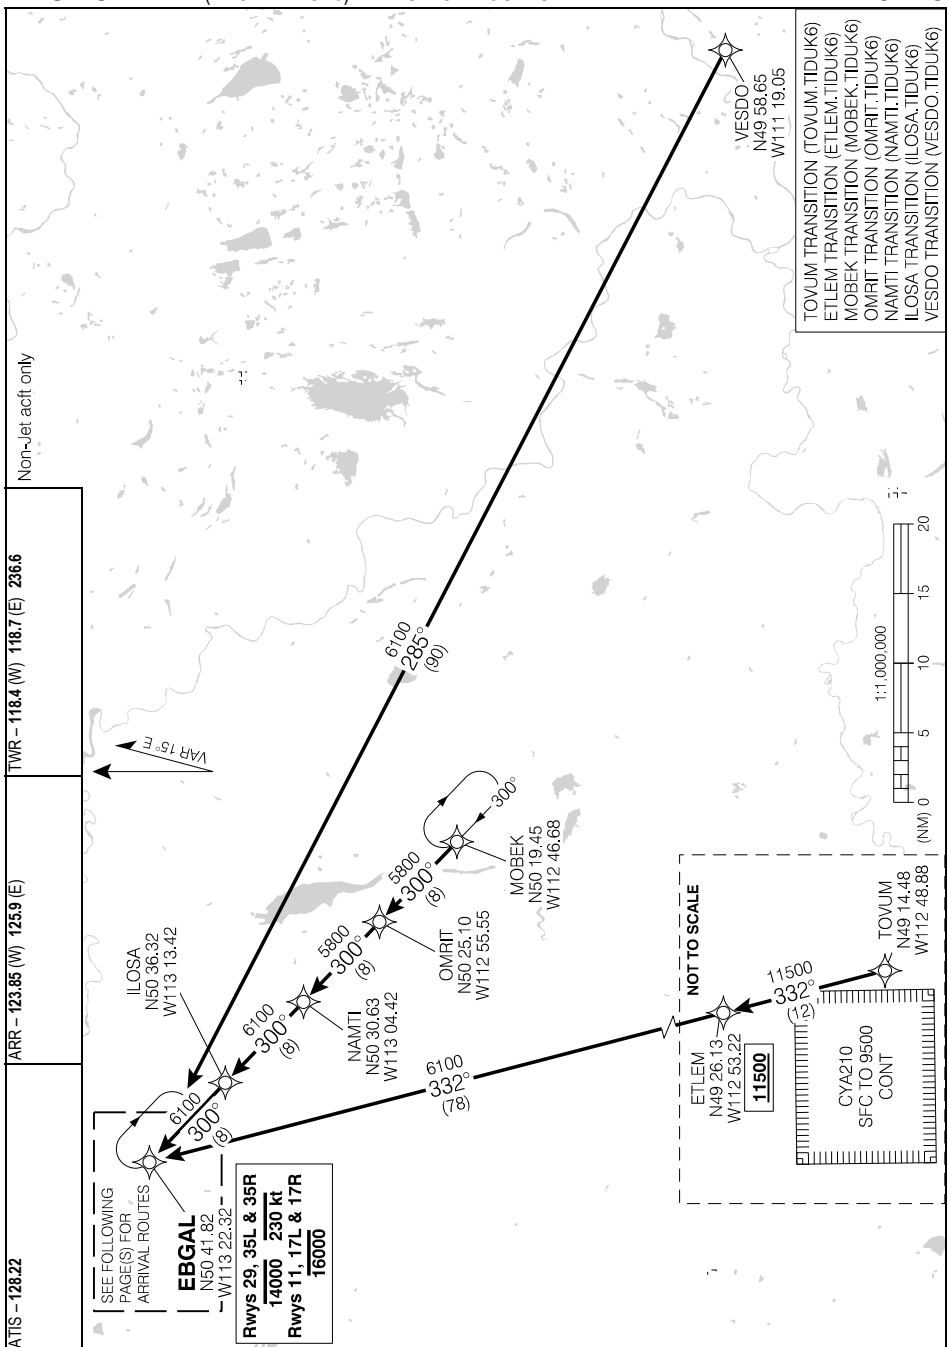 ATIS – 128.22
ARR – 123.85 (W) 125.9 (E)
TWR – 118.4 (W) 118.7 (E) 236.6
Non-Jet acft only
VAR 15° E
SEE FOLLOWING
PAGE(S) FOR
ARRIVAL ROUTES
EBGAL
N50 41.82
W113 22.32
Rwys 29, 35L & 35R
14000 230 kt
Rwys 11, 17L & 17R
16000
6100
300°
(8)
ILOSA
N50 36.32
W113 13.42
6100
300°
(8)
NAMTI
N50 30.63
W113 04.42
5800
300°
(8)
OMRIT
N50 25.10
W112 55.55
5800
300°
(8)
MOBEK
N50 19.45
W112 46.68
300°
6100
285°
(90)
VESDO
N49 58.65
W111 19.05
6100
332°
(78)
NOT TO SCALE
ETLEM
N49 26.13
W112 53.22
11500
11500
332°
(12)
TOVUM
N49 14.48
W112 48.88
CYA210
SFC TO 9500
CONT
1:1,000,000
(NM) 0 5 10 15 20
TOVUM TRANSITION (TOVUM.TIDUK6)
ETLEM TRANSITION (ETLEM.TIDUK6)
MOBEK TRANSITION (MOBEK.TIDUK6)
OMRIT TRANSITION (OMRIT.TIDUK6)
NAMTI TRANSITION (NAMTI.TIDUK6)
ILOSA TRANSITION (ILOSA.TIDUK6)
VESDO TRANSITION (VESDO.TIDUK6)